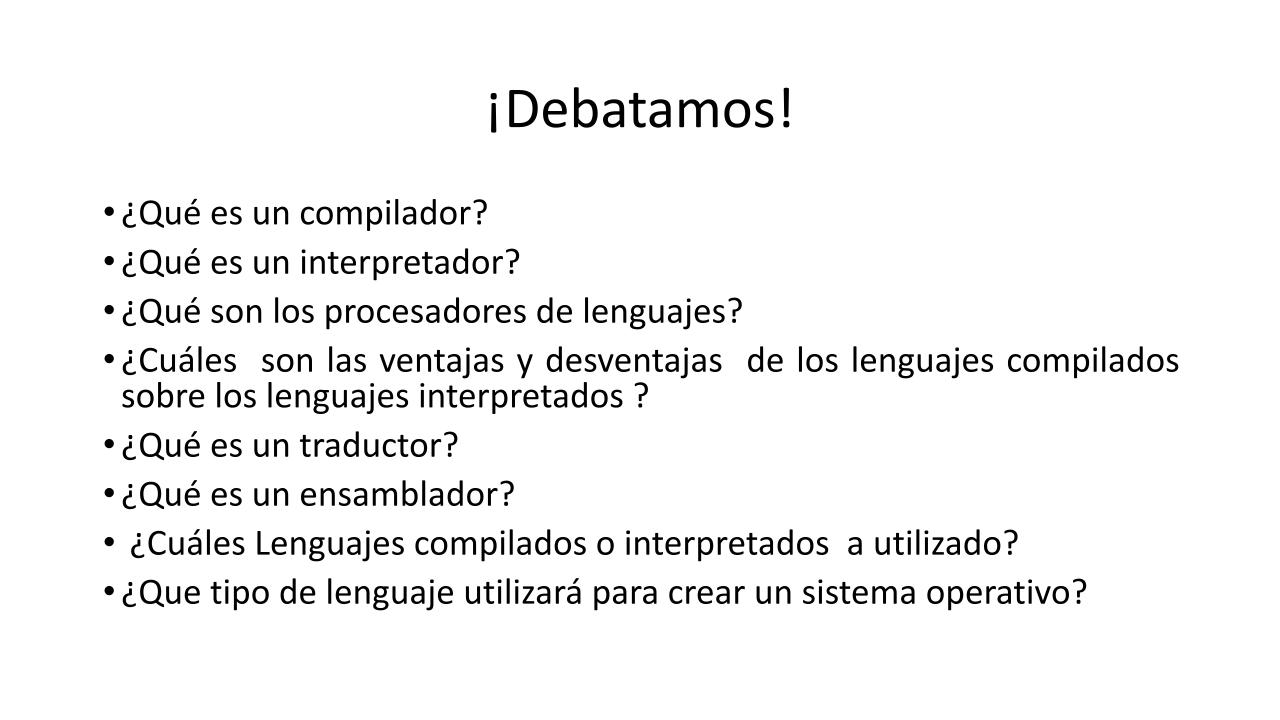 ¡Debatamos!
• ¿Qué es un compilador?
• ¿Qué es un interpretador?
• ¿Qué son los procesadores de lenguajes?
• ¿Cuáles  son las ventajas y desventajas  de los lenguajes compilados
sobre los lenguajes interpretados ?
• ¿Qué es un traductor?
• ¿Qué es un ensamblador?
•  ¿Cuáles Lenguajes compilados o interpretados  a utilizado?
• ¿Que tipo de lenguaje utilizará para crear un sistema operativo?